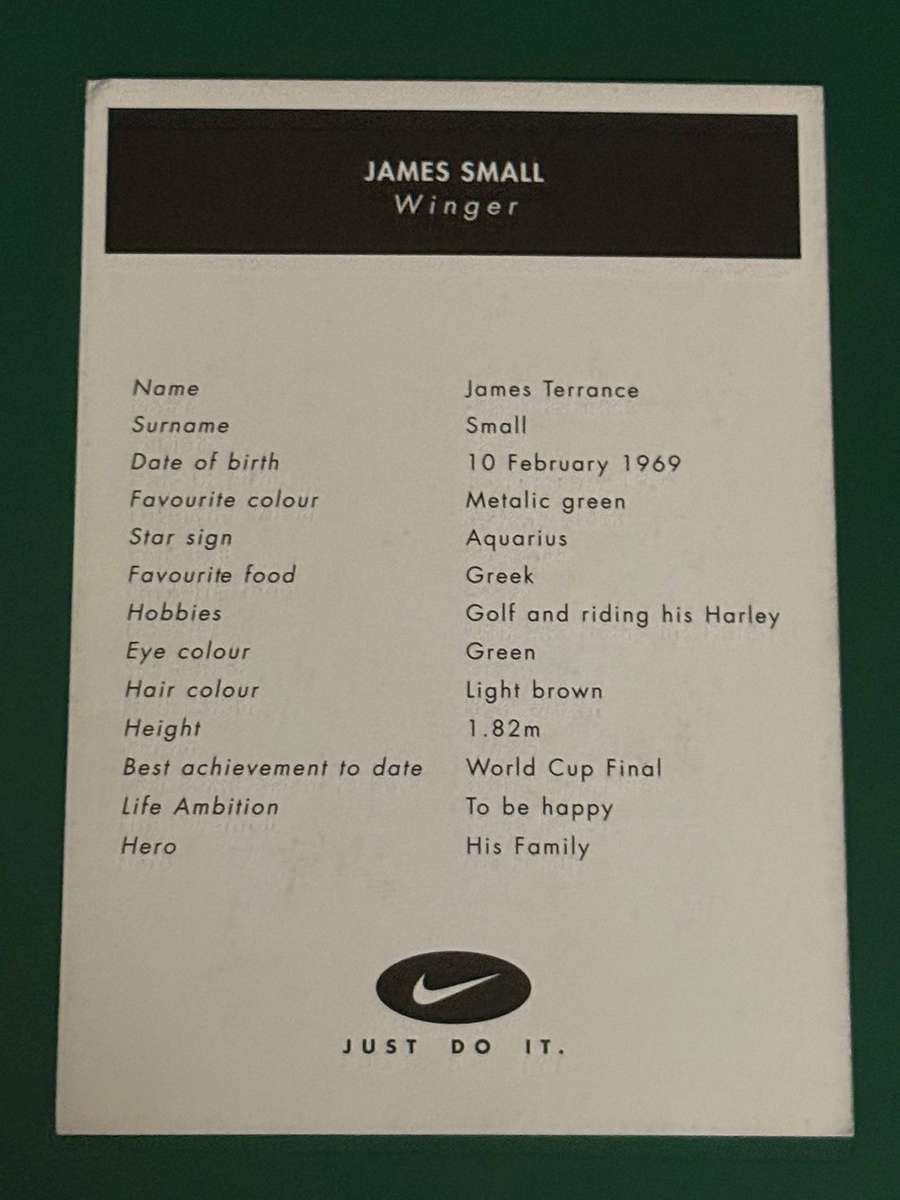 JAMES SMALL
Winger
Name James Terrance
Surname Small
Date of birth 10 February 1969
Favourite colour Metalic green
Star sign Aquarius
Favourite food Greek
Hobbies Golf and riding his Harley
Eye colour Green
Hair colour Light brown
Height 1.82m
Best achievement to date World Cup Final
Life Ambition To be happy
Hero His Family
JUST DO IT.